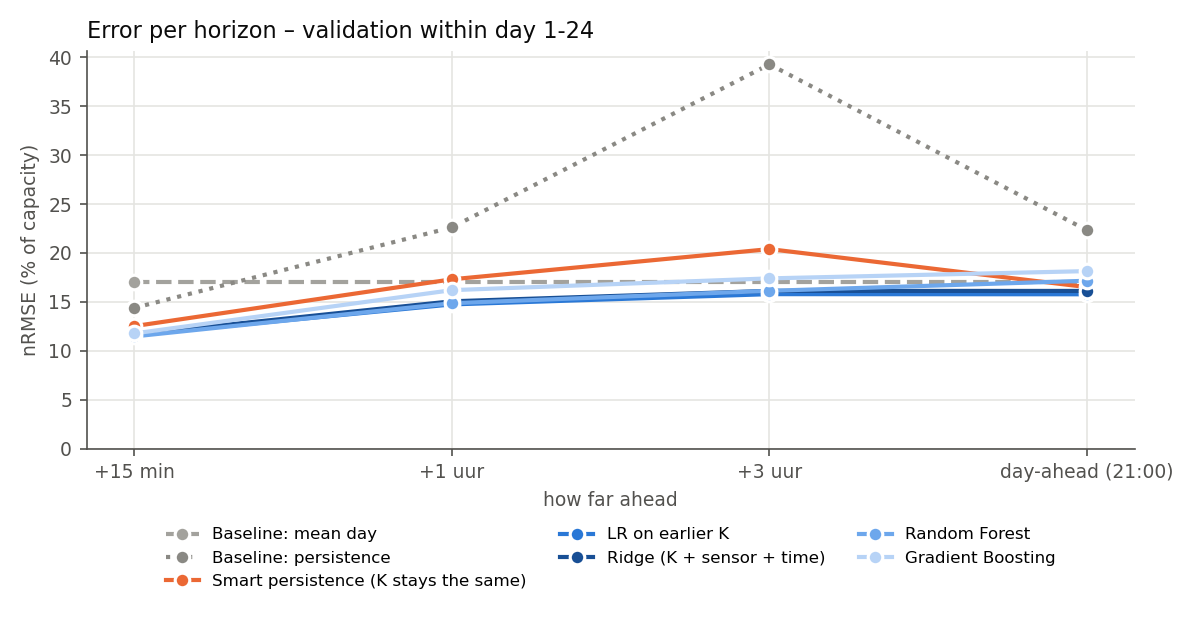 Error per horizon – validation within day 1-24
nRMSE (% of capacity)
40
35
30
25
20
15
10
5
0
+15 min
+1 uur
+3 uur
day-ahead (21:00)
how far ahead
Baseline: mean day
Baseline: persistence
Smart persistence (K stays the same)
LR on earlier K
Ridge (K + sensor + time)
Random Forest
Gradient Boosting